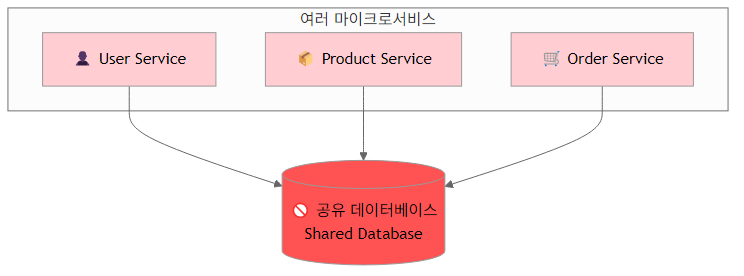 여러 마이크로서비스
👤 User Service
📦 Product Service
🛒 Order Service
🚫 공유 데이터베이스
Shared Database